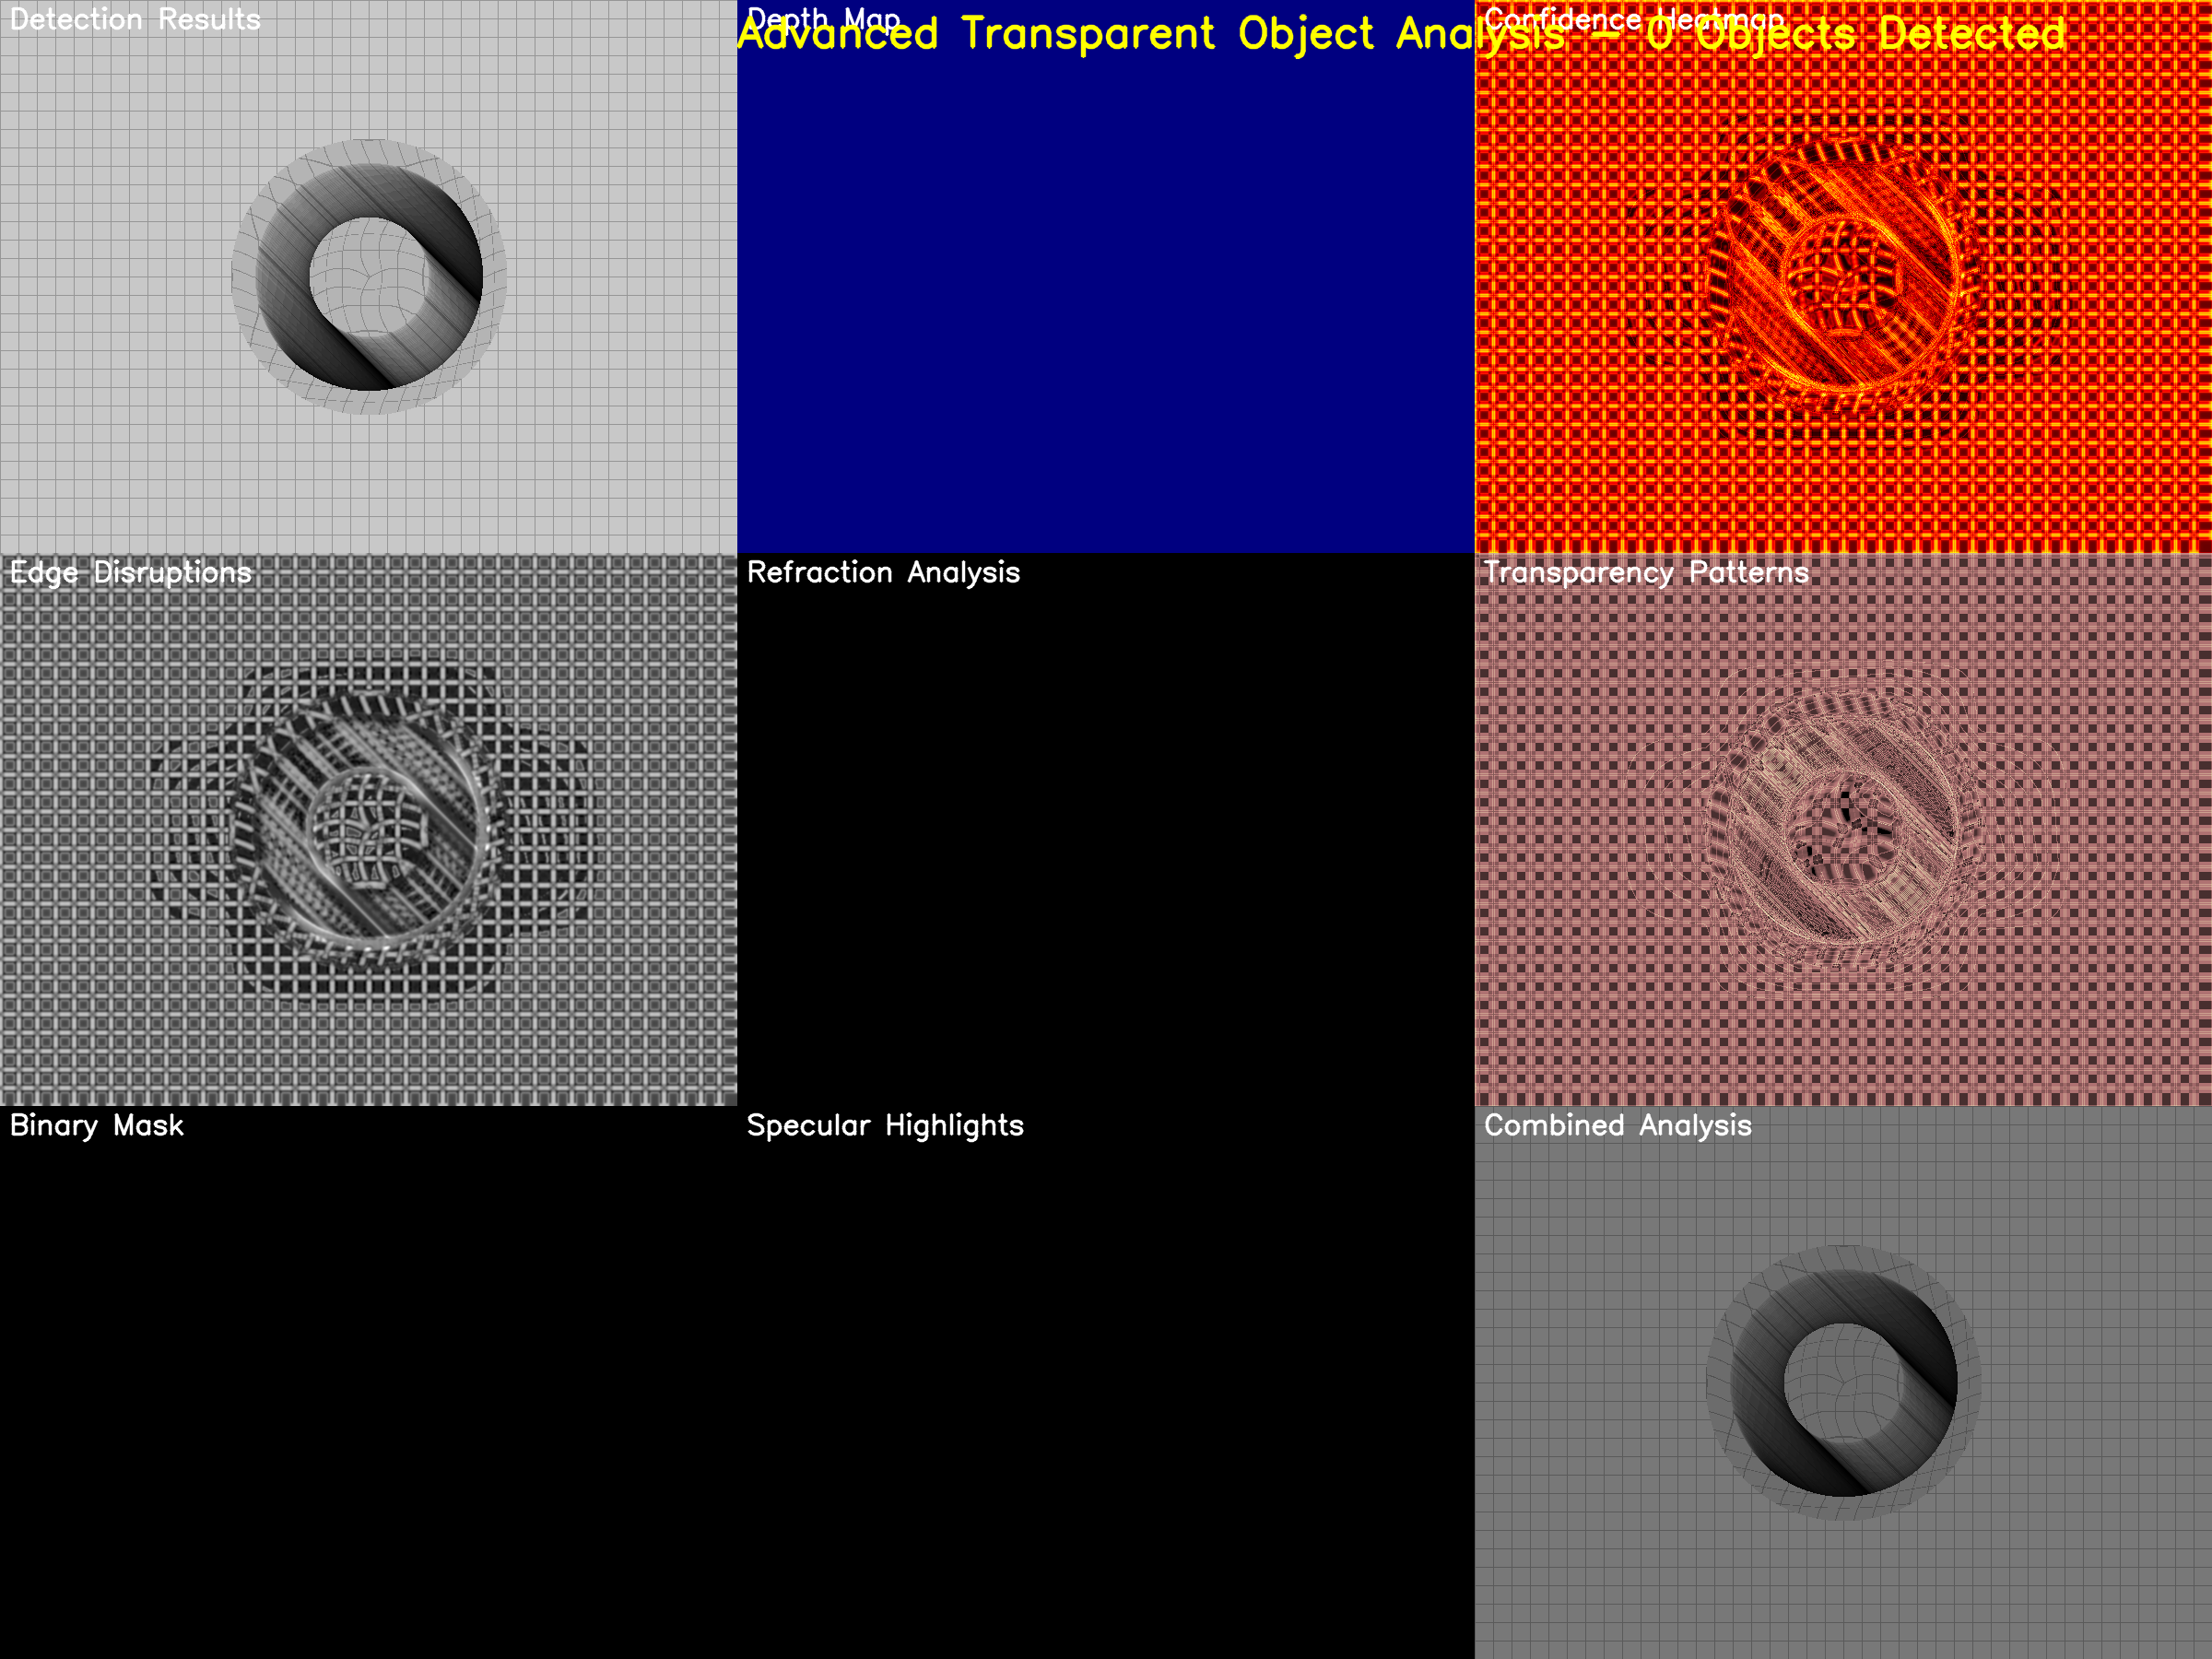 Detection Results
Depth Map
Confidence Heatmap
Advanced Transparent Object Analysis - 0 Objects Detected
Edge Disruptions
Refraction Analysis
Transparency Patterns
Binary Mask
Specular Highlights
Combined Analysis